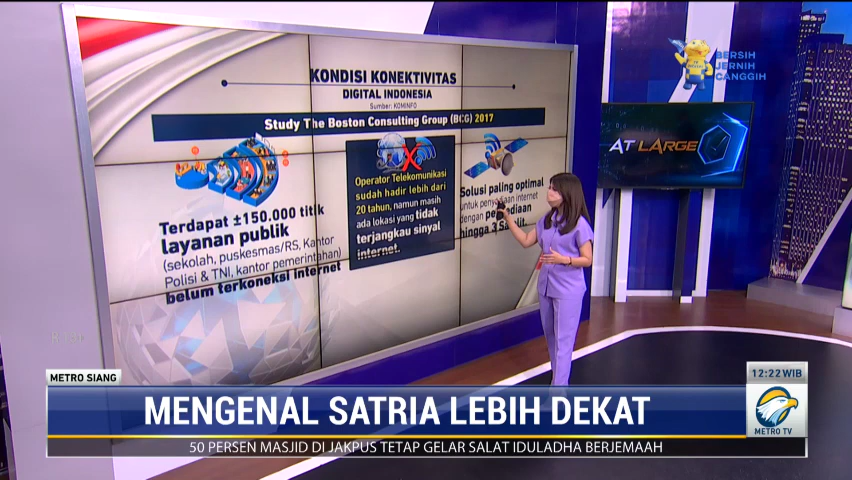 KONDISI KONEKTIVITAS
DIGITAL INDONESIA
Sumber: KOMINFO
Study The Boston Consulting Group (BCG) 2017
Terdapat ±150.000 titik
layanan publik
(sekolah, puskesmas/RS, Kantor
Polisi & TNI, kantor pemerintahan)
belum terkoneksi internet
Operator Telekomunikasi
sudah hadir lebih dari
20 tahun, namun masih
ada lokasi yang tidak
terjangkau sinyal
internet.
Solusi paling optimal
untuk internet
dengan
hingga 3
BERSIH
JERNIH
CANGGIH
AT LARGE
METRO SIANG
12:22 WIB
MENGENAL SATRIA LEBIH DEKAT
METRO TV
50 PERSEN MASJID DI JAKPUS TETAP GELAR SALAT IDULADHA BERJEMAAH